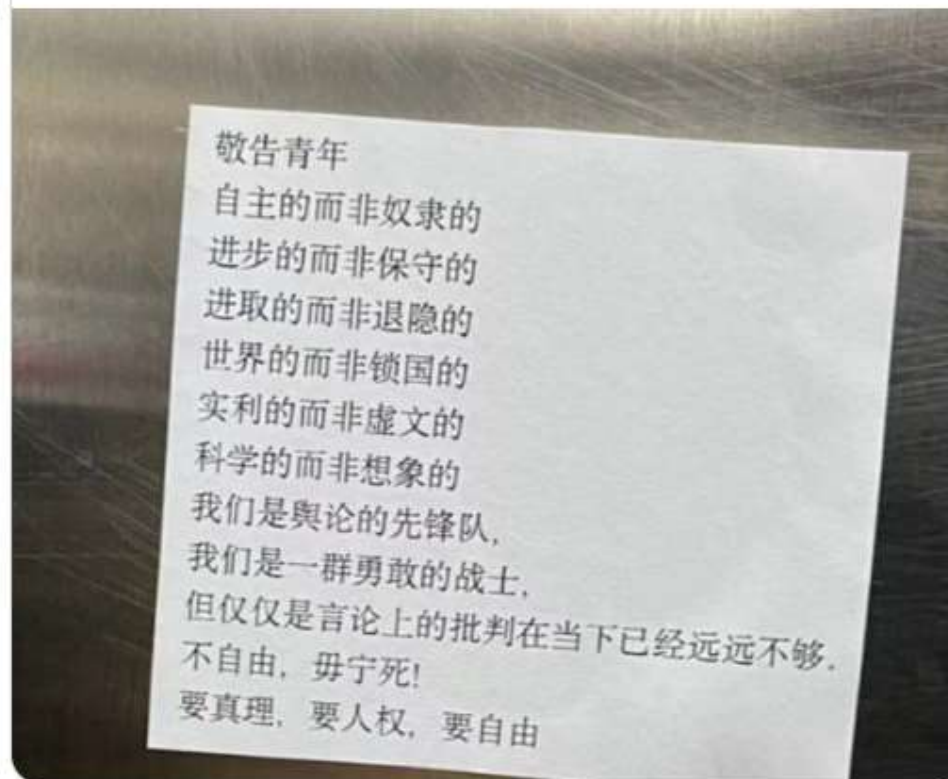 敬告青年
自主的而非奴隶的
进步的而非保守的
进取的而非退隐的
世界的而非锁国的
实利的而非虚文的
科学的而非想象的
我们是舆论的先锋队,
我们是一群勇敢的战士,
但仅仅是言论上的批判在当下已经远远不够.
不自由, 毋宁死!
要真理, 要人权, 要自由